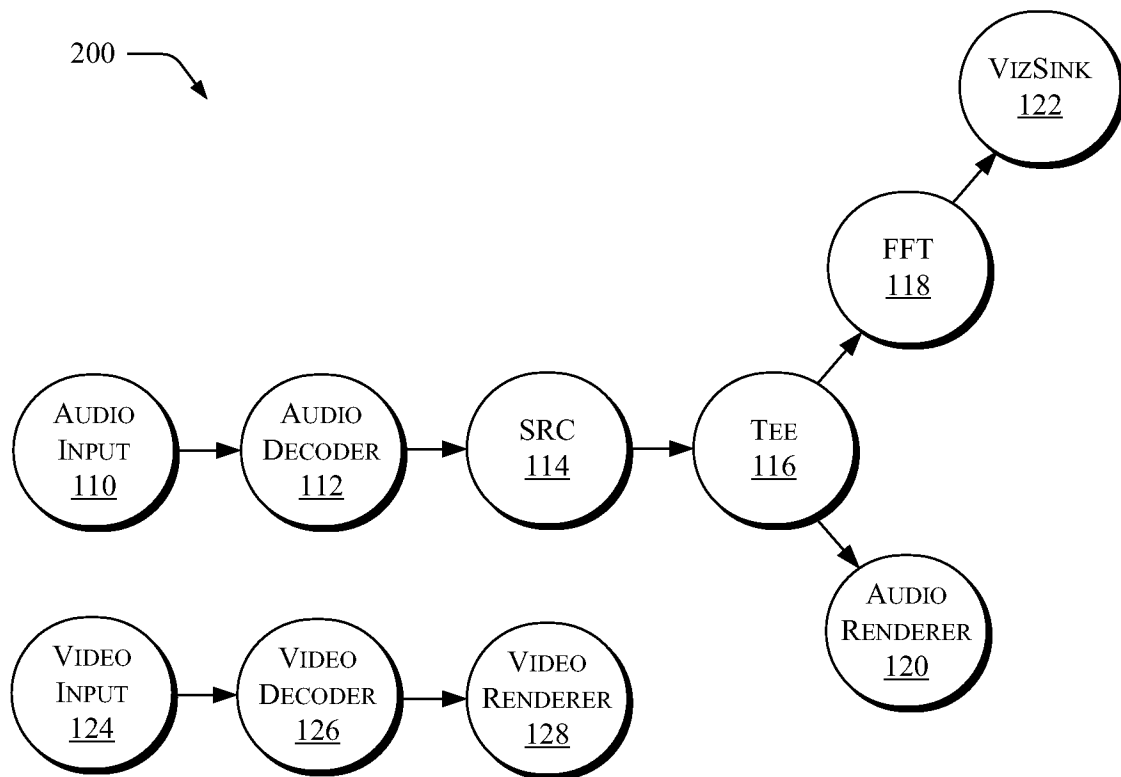 200
VIZSINK
122
FFT
118
AUDIO
INPUT
110
AUDIO
DECODER
112
SRC
114
TEE
116
AUDIO
RENDERER
120
VIDEO
INPUT
124
VIDEO
DECODER
126
VIDEO
RENDERER
128